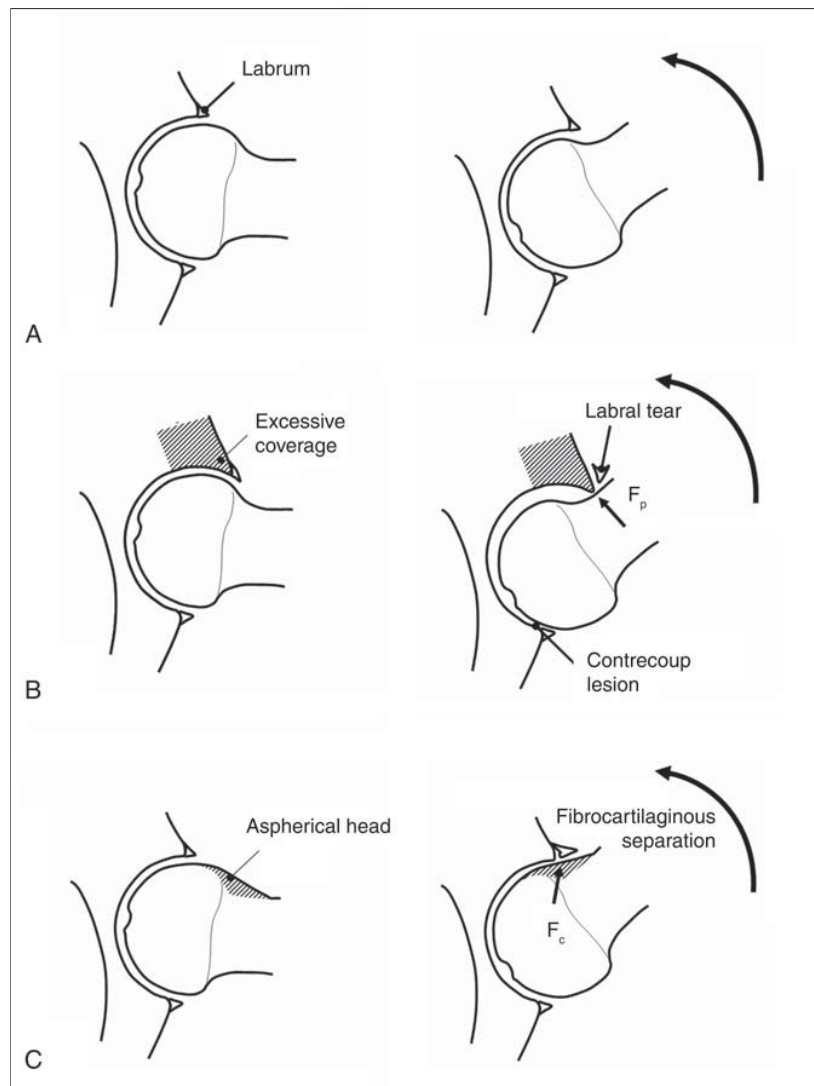 Labrum
A
Excessive
coverage
Labral tear
Fp
Contrecoup
lesion
B
Aspherical head
Fibrocartilaginous
separation
Fc
C